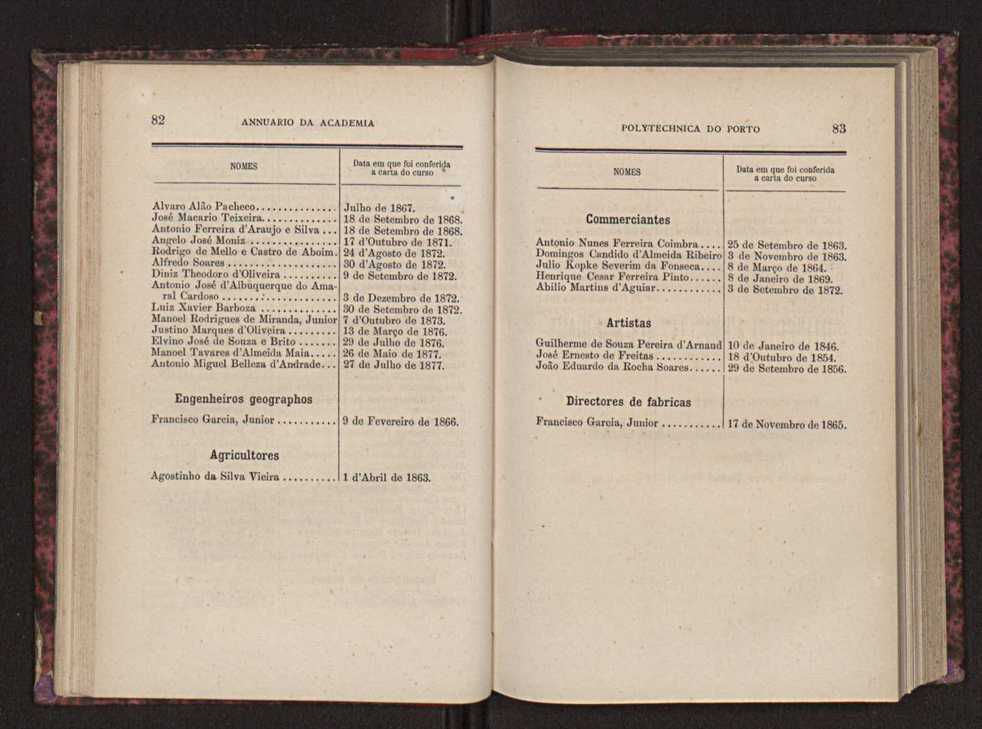 82
ANNUARIO DA ACADEMIA
NOMES
Data em que foi conferida
a carta do curso
Alvaro Alão Pacheco.............. Julho de 1867.
José Macario Teixeira............. 18 de Setembro de 1868.
Antonio Ferreira d'Araujo e Silva ... 18 de Setembro de 1868.
Angelo José Moniz ................ 17 d'Outubro de 1871.
Rodrigo de Mello e Castro de Aboim. 24 d'Agosto de 1872.
Alfredo Soares .................... 30 d'Agosto de 1872.
Diniz Theodoro d'Oliveira .......... 9 de Setembro de 1872.
Antonio José d'Albuquerque do Ama-
ral Cardoso .................... 3 de Dezembro de 1872.
Luiz Xavier Barboza .............. 30 de Setembro de 1872.
Manoel Rodrigues de Miranda, Junior 7 d'Outubro de 1873.
Justino Marques d'Oliveira ......... 13 de Março de 1876.
Elvino José de Souza e Brito ....... 29 de Julho de 1876.
Manoel Tavares d'Almeida Maia..... 26 de Maio de 1877.
Antonio Miguel Belleza d'Andrade... 27 de Julho de 1877.
Engenheiros geographos
Francisco Garcia, Junior ........... 9 de Fevereiro de 1866.
Agricultores
Agostinho da Silva Vieira .......... 1 d'Abril de 1863.
POLYTECHNICA DO PORTO
83
NOMES
Data em que foi conferida
a carta do curso
Commerciantes
Antonio Nunes Ferreira Coimbra.... 25 de Setembro de 1863.
Domingos Candido d'Almeida Ribeiro 3 de Novembro de 1863.
Julio Kopke Severim da Fonseca.... 8 de Março de 1864.
Henrique Cesar Ferreira Pinto...... 8 de Janeiro de 1869.
Abilio Martins d'Aguiar............ 3 de Setembro de 1872.
Artistas
Guilherme de Souza Pereira d'Arnaud 10 de Janeiro de 1846.
José Ernesto de Freitas ............ 18 d'Outubro de 1854.
João Eduardo da Rocha Soares...... 29 de Setembro de 1856.
Directores de fabricas
Francisco Garcia, Junior ........... 17 de Novembro de 1865.